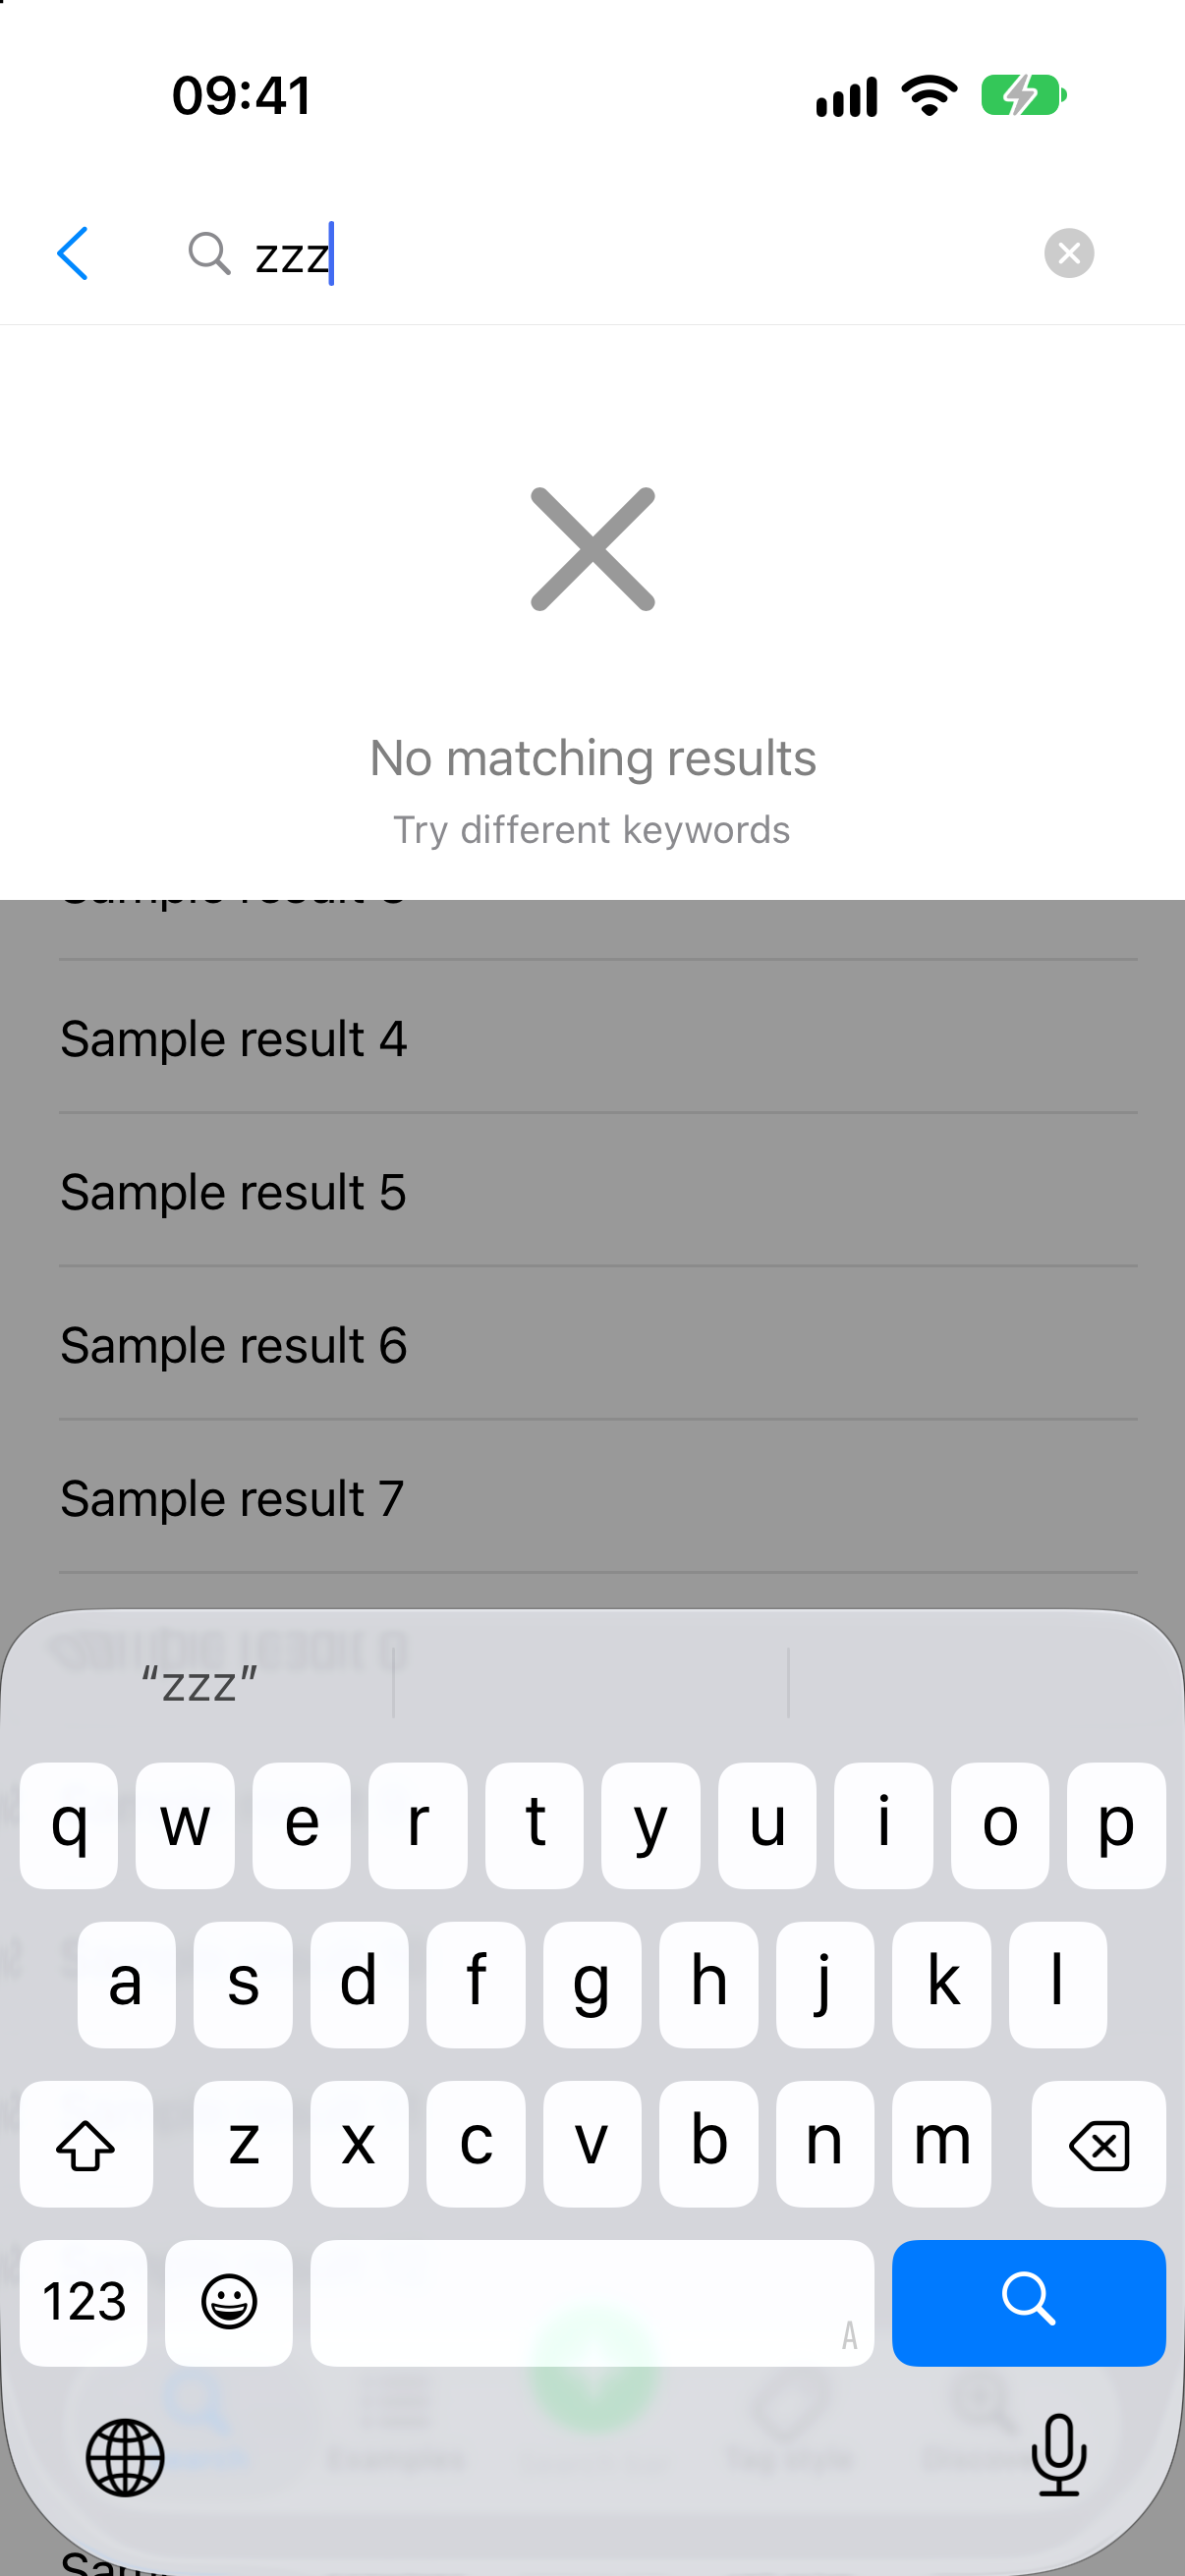 09:41
zzz
No matching results
Try different keywords
Sample result 4
Sample result 5
Sample result 6
Sample result 7
“zzz”
q w e r t y u i o p
a s d f g h j k l
z x c v b n m
123
A